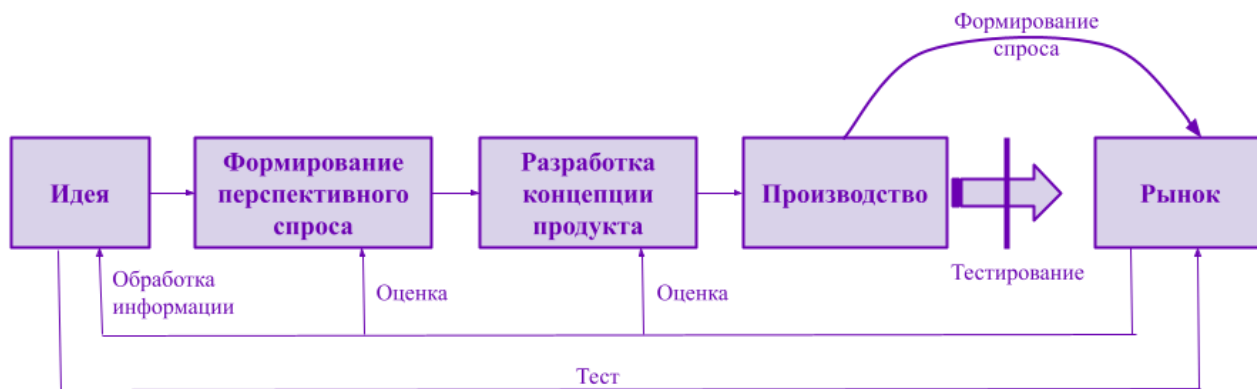 Формирование
спроса
Идея
Формирование
перспективного
спроса
Разработка
концепции
продукта
Производство
Рынок
Обработка
информации
Оценка
Оценка
Тестирование
Тест